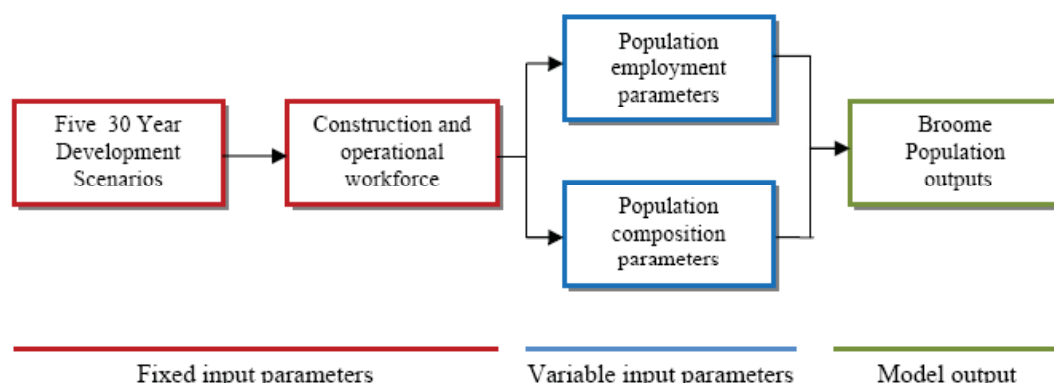 Five 30 Year
Development
Scenarios
Construction and
operational
workforce
Population
employment
parameters
Population
composition
parameters
Broome
Population
outputs
Fixed input parameters
Variable input parameters
Model output